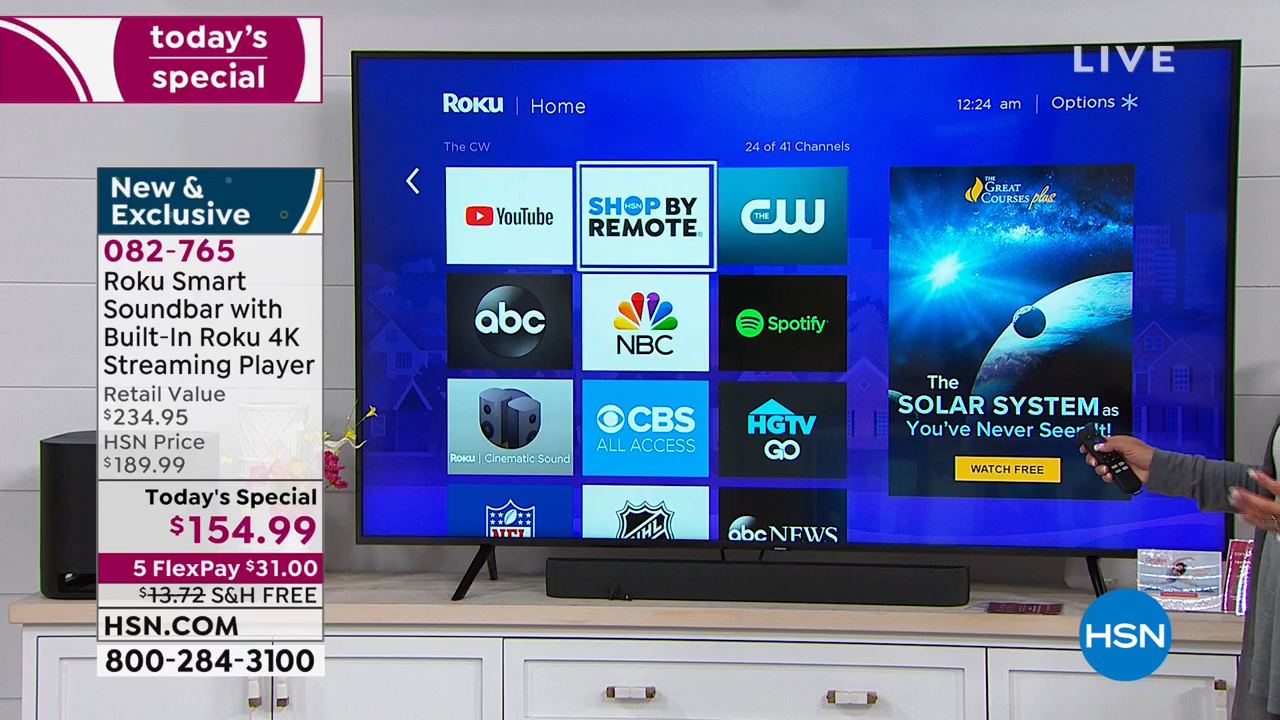 today's
special
New &
Exclusive
082-765
Roku Smart
Soundbar with
Built-In Roku 4K
Streaming Player
Retail Value
$234.95
HSN Price
$189.99
Today's Special
$154.99
5 FlexPay $31.00
$13.72 S&H FREE
HSN.COM
800-284-3100
LIVE
Roku | Home
12:24 am | Options
The CW
24 of 41 Channels
YouTube
SHOP BY
HSN
REMOTE
THE CW
abc
NBC
Spotify
Roku | Cinematic Sound
CBS
ALL ACCESS
HGTV
GO
NFL
NHL
abc NEWS
THE
GREAT
COURSES plus
The
SOLAR SYSTEM as
You've Never Seen It!
WATCH FREE
HSN